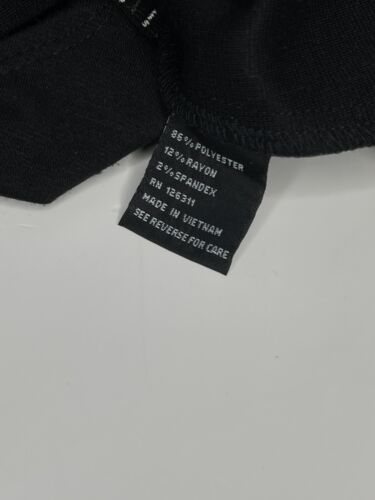 86% POLYESTER
12% RAYON
2% SPANDEX
RN 126311
MADE IN VIETNAM
SEE REVERSE FOR CARE